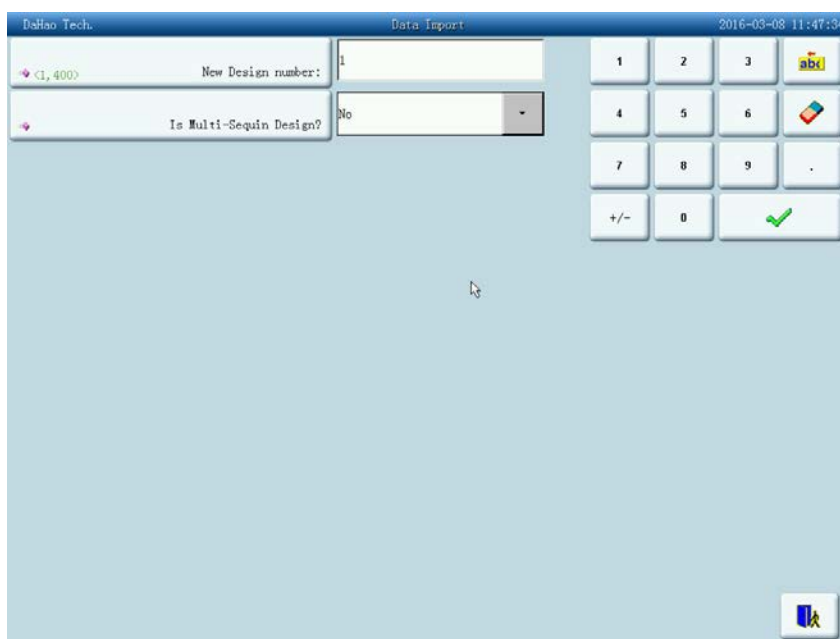 DaHao Tech. Data Import 2016-03-08 11:47:3
<1,400> New Design number: 1
Is Multi-Sequin Design? No
1 2 3 abc
4 5 6
7 8 9 .
+/- 0